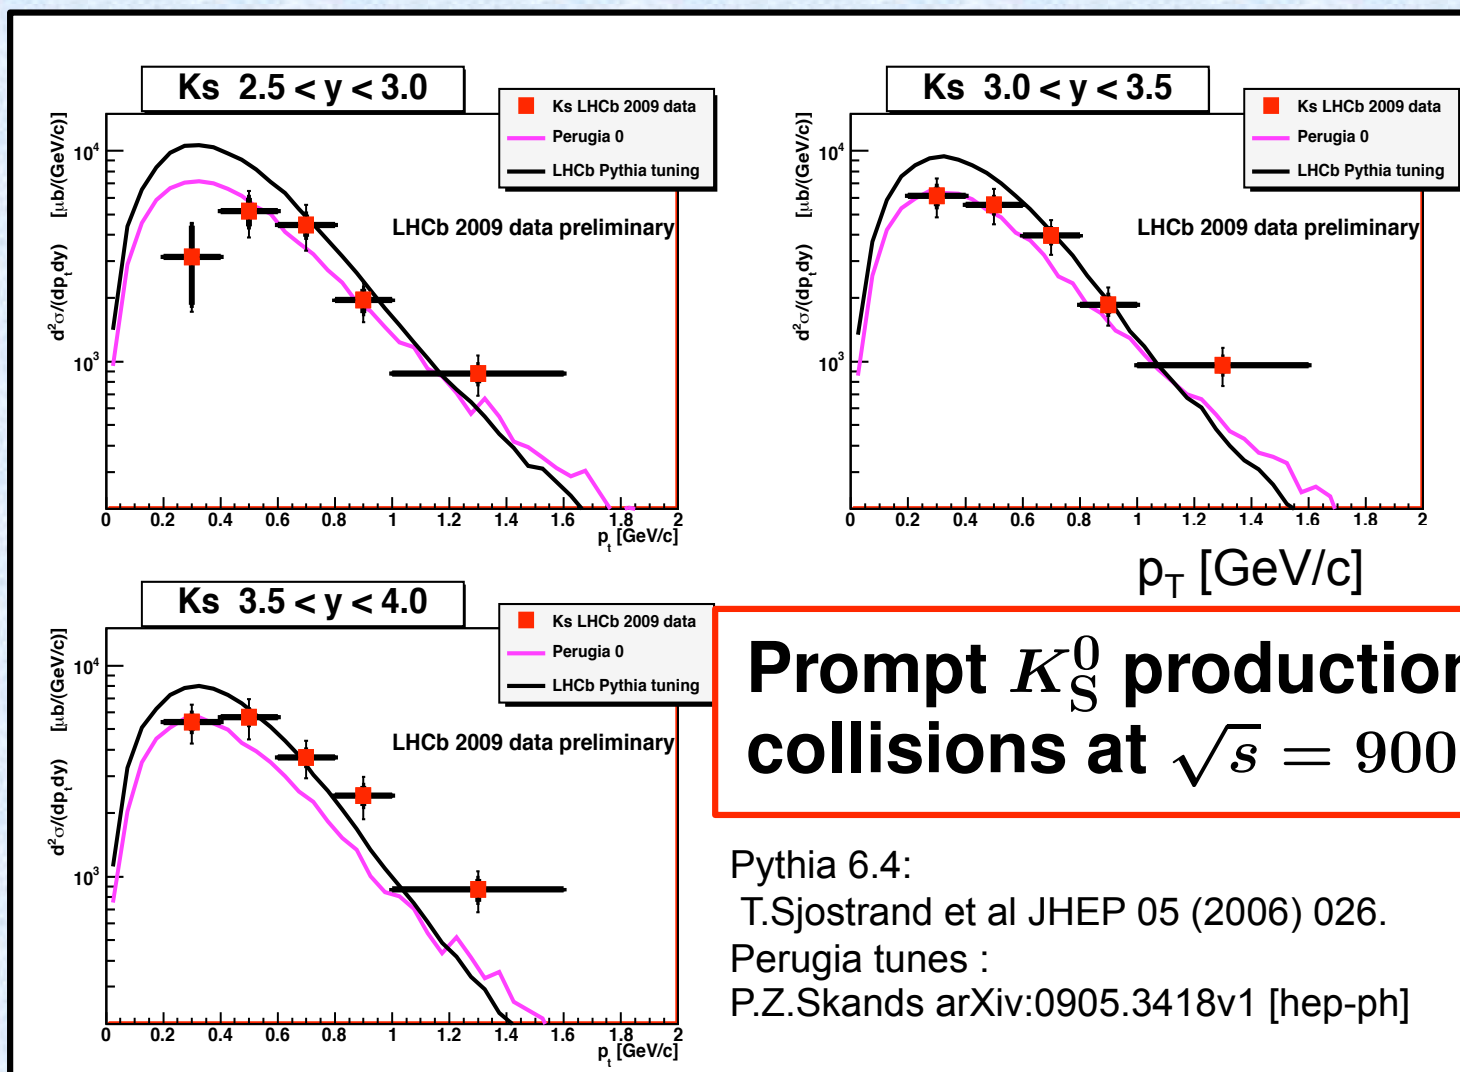 Ks 2.5 < y < 3.0
Ks LHCb 2009 data
Perugia 0
LHCb Pythia tuning
LHCb 2009 data preliminary
d²σ/(dp_t dy) [μb/(GeV/c)]
10⁴
10³
0 0.2 0.4 0.6 0.8 1 1.2 1.4 1.6 1.8 2
p_t [GeV/c]
Ks 3.0 < y < 3.5
Ks LHCb 2009 data
Perugia 0
LHCb Pythia tuning
LHCb 2009 data preliminary
d²σ/(dp_t dy) [μb/(GeV/c)]
10⁴
10³
0 0.2 0.4 0.6 0.8 1 1.2 1.4 1.6 1.8 2
p_T [GeV/c]
Ks 3.5 < y < 4.0
Ks LHCb 2009 data
Perugia 0
LHCb Pythia tuning
LHCb 2009 data preliminary
d²σ/(dp_t dy) [μb/(GeV/c)]
10⁴
10³
0 0.2 0.4 0.6 0.8 1 1.2 1.4 1.6 1.8 2
p_t [GeV/c]
Prompt K_S^0 production
collisions at √s = 900
Pythia 6.4:
T.Sjostrand et al JHEP 05 (2006) 026.
Perugia tunes :
P.Z.Skands arXiv:0905.3418v1 [hep-ph]